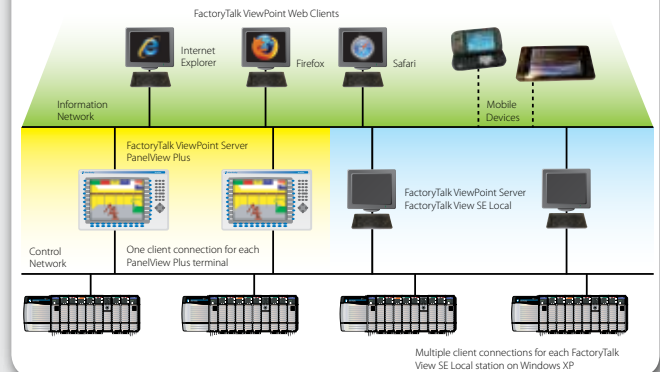 FactoryTalk ViewPoint Web Clients
Internet
Explorer
Firefox
Safari
Information
Network
Mobile
Devices
FactoryTalk ViewPoint Server
PanelView Plus
FactoryTalk ViewPoint Server
FactoryTalk View SE Local
Control
Network
One client connection for each
PanelView Plus terminal
Multiple client connections for each FactoryTalk
View SE Local station on Windows XP